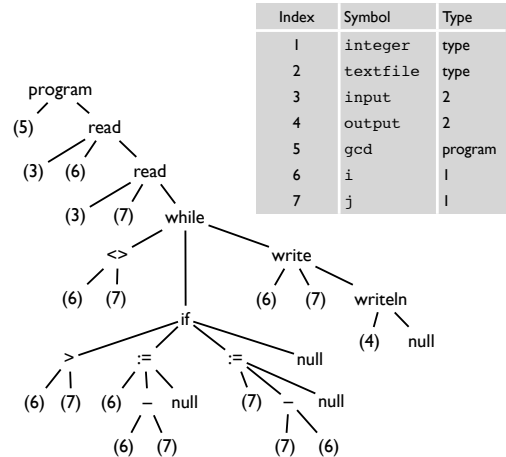 Index Symbol Type
1 integer type
2 textfile type
3 input 2
4 output 2
5 gcd program
6 i 1
7 j 1
program
(5) read
(3) (6) read
(3) (7) while
<> write
(6) (7) (6) (7) writeln
(4) null
if
> := := null
(6) (7) (6) − null (7) − null
(6) (7) (7) (6)